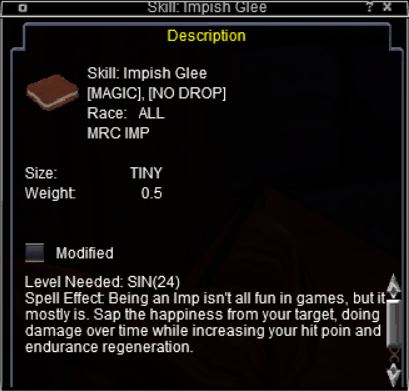 Skill: Impish Glee
? X
Description
Skill: Impish Glee
[MAGIC], [NO DROP]
Race: ALL
MRC IMP
Size: TINY
Weight: 0.5
Modified
Level Needed: SIN(24)
Spell Effect: Being an Imp isn't all fun in games, but it
mostly is. Sap the happiness from your target, doing
damage over time while increasing your hit poin and
endurance regeneration.